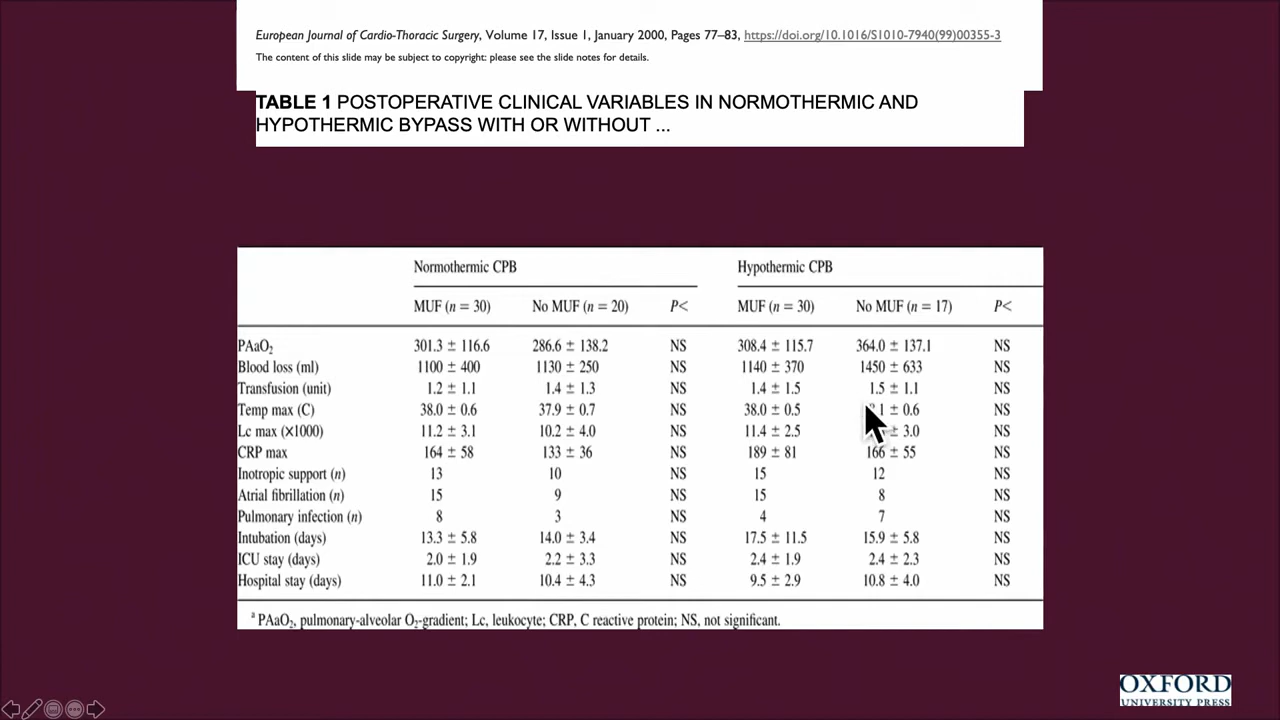 European Journal of Cardio-Thoracic Surgery, Volume 17, Issue 1, January 2000, Pages 77–83, https://doi.org/10.1016/S1010-7940(99)00355-3
The content of this slide may be subject to copyright: please see the slide notes for details.
TABLE 1 POSTOPERATIVE CLINICAL VARIABLES IN NORMOTHERMIC AND
HYPOTHERMIC BYPASS WITH OR WITHOUT ...
Normothermic CPB Hypothermic CPB
MUF (n = 30) No MUF (n = 20) P< MUF (n = 30) No MUF (n = 17) P<
PAaO₂ 301.3 ± 116.6 286.6 ± 138.2 NS 308.4 ± 115.7 364.0 ± 137.1 NS
Blood loss (ml) 1100 ± 400 1130 ± 250 NS 1140 ± 370 1450 ± 633 NS
Transfusion (unit) 1.2 ± 1.1 1.4 ± 1.3 NS 1.4 ± 1.5 1.5 ± 1.1 NS
Temp max (C) 38.0 ± 0.6 37.9 ± 0.7 NS 38.0 ± 0.5 ± 0.6 NS
Lc max (×1000) 11.2 ± 3.1 10.2 ± 4.0 NS 11.4 ± 2.5 ± 3.0 NS
CRP max 164 ± 58 133 ± 36 NS 189 ± 81 166 ± 55 NS
Inotropic support (n) 13 10 NS 15 12 NS
Atrial fibrillation (n) 15 9 NS 15 8 NS
Pulmonary infection (n) 8 3 NS 4 7 NS
Intubation (days) 13.3 ± 5.8 14.0 ± 3.4 NS 17.5 ± 11.5 15.9 ± 5.8 NS
ICU stay (days) 2.0 ± 1.9 2.2 ± 3.3 NS 2.4 ± 1.9 2.4 ± 2.3 NS
Hospital stay (days) 11.0 ± 2.1 10.4 ± 4.3 NS 9.5 ± 2.9 10.8 ± 4.0 NS
ª PAaO₂, pulmonary-alveolar O₂-gradient; Lc, leukocyte; CRP, C reactive protein; NS, not significant.
OXFORD
UNIVERSITY PRESS